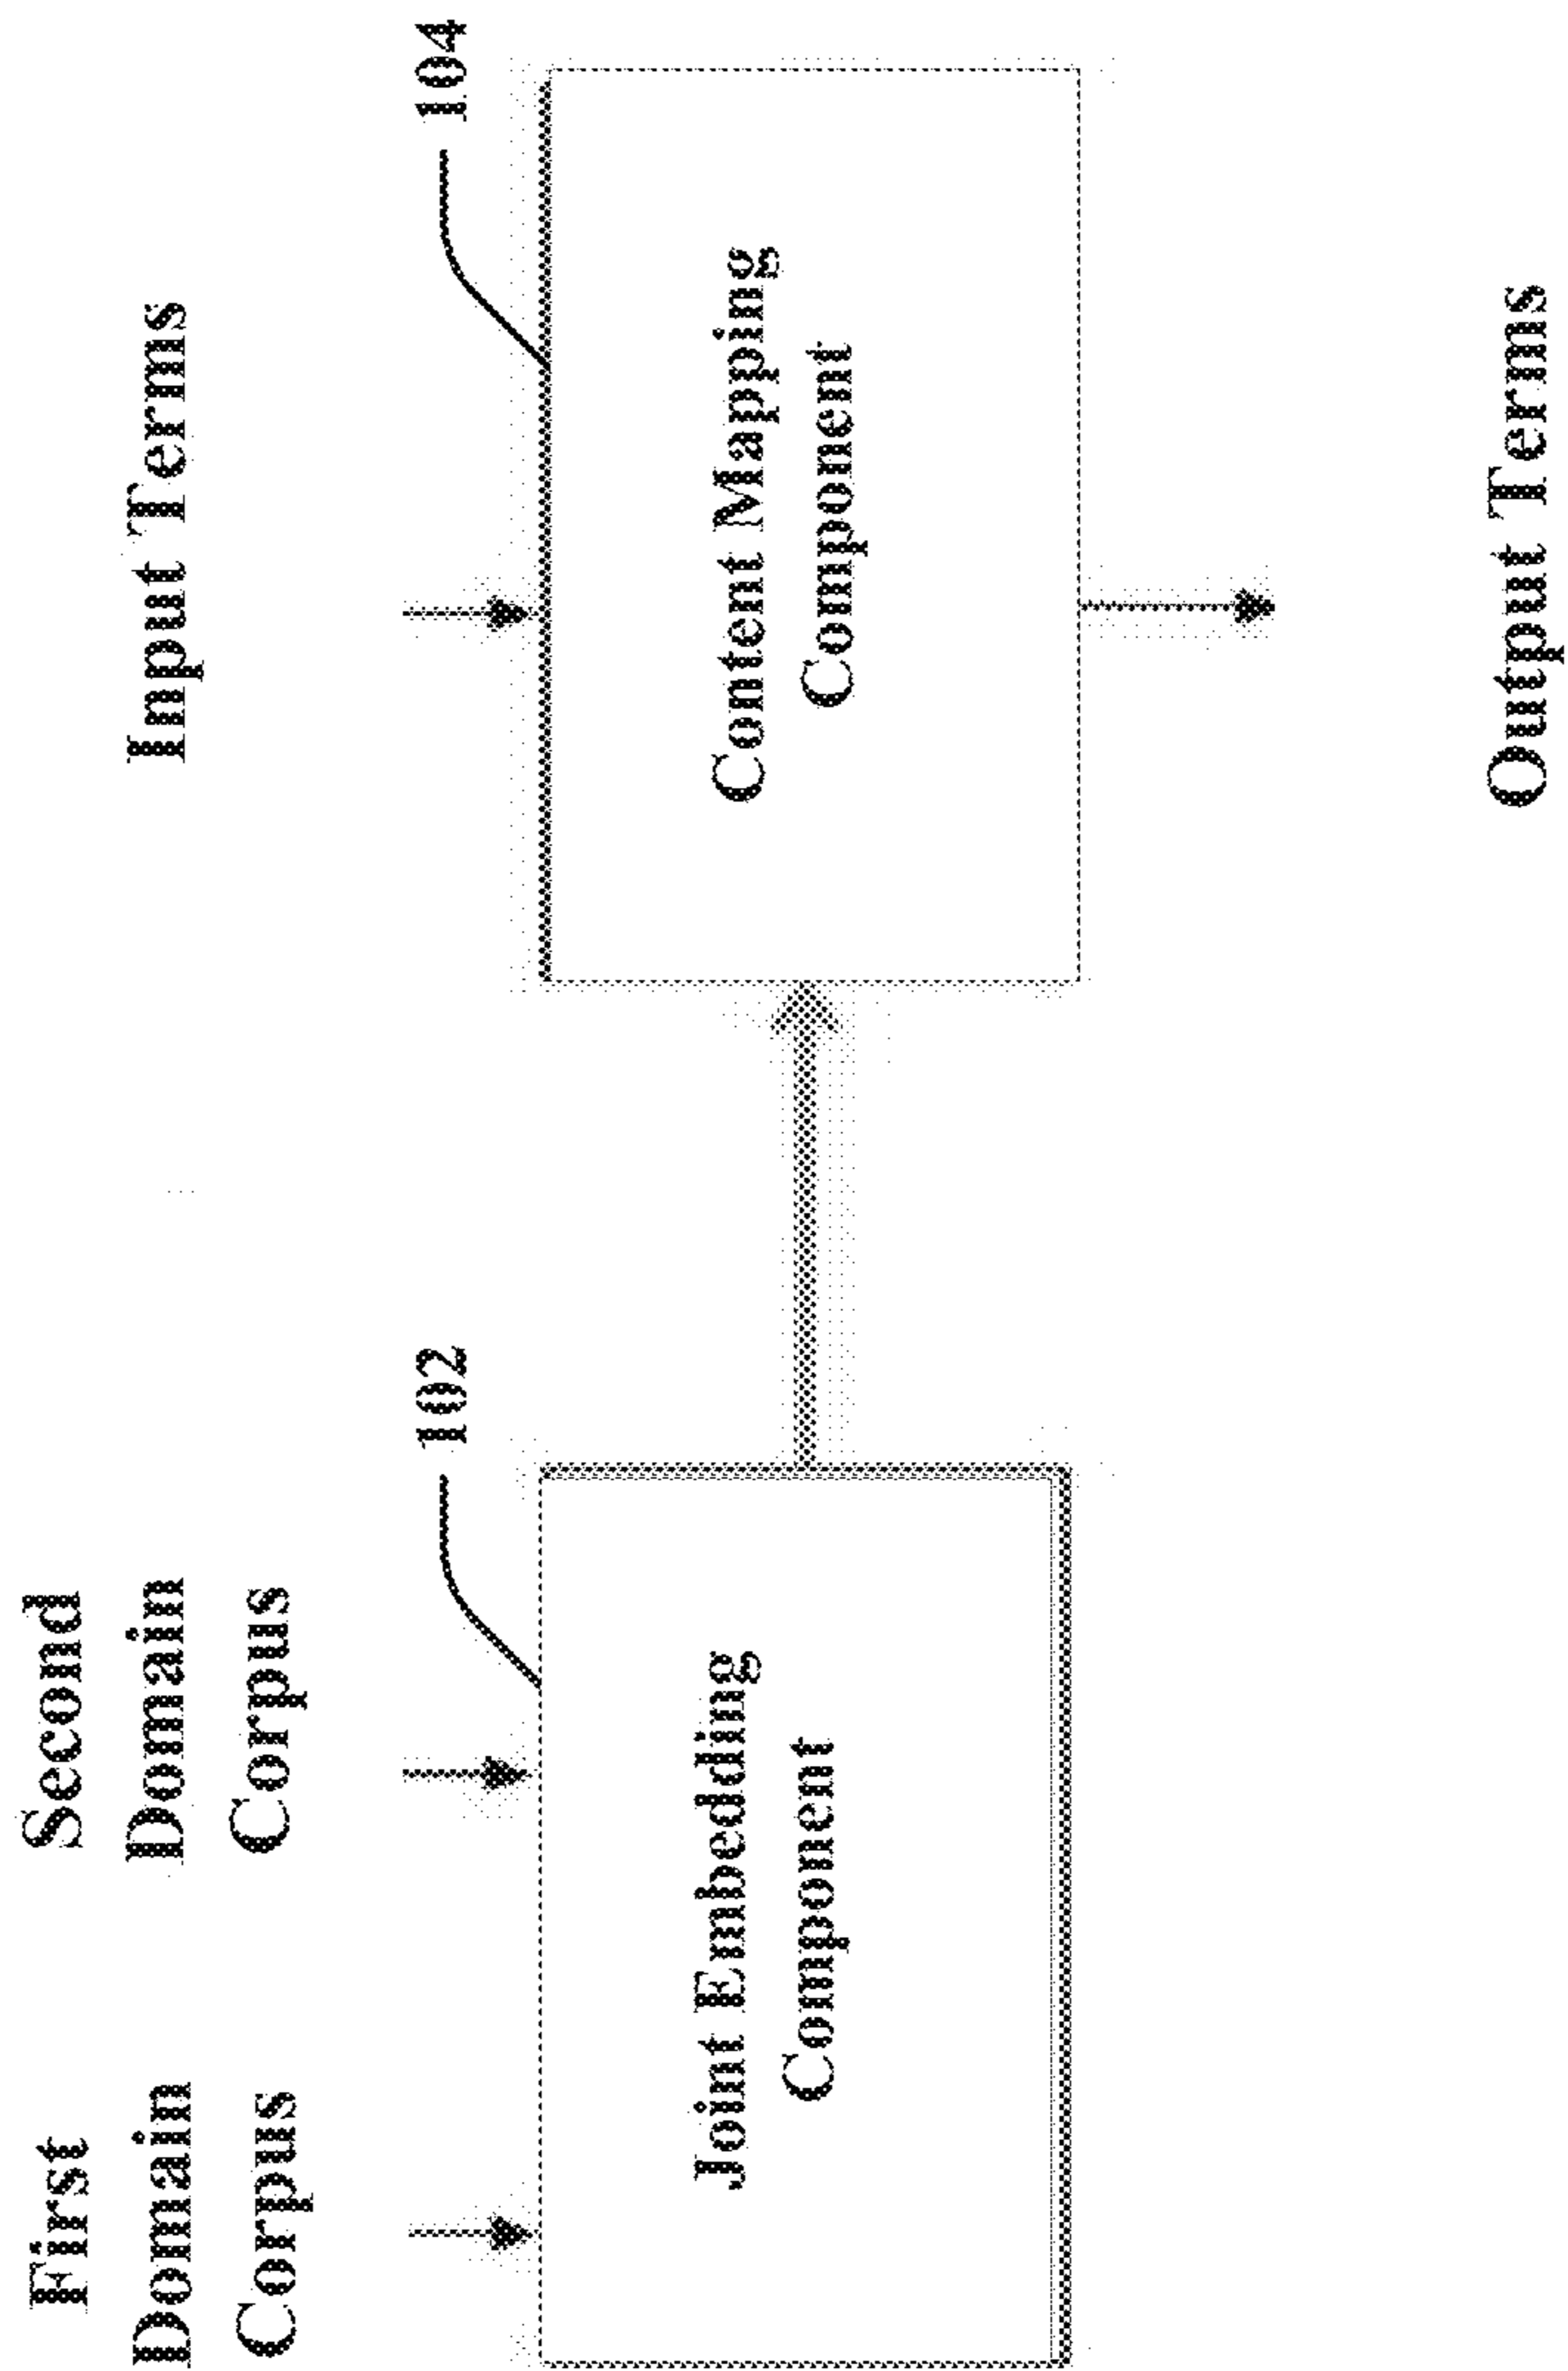 First
Domain
Corpus
Second
Domain
Corpus
Input Terms
102
104
Joint Embedding
Component
Content Mapping
Component
Output Terms